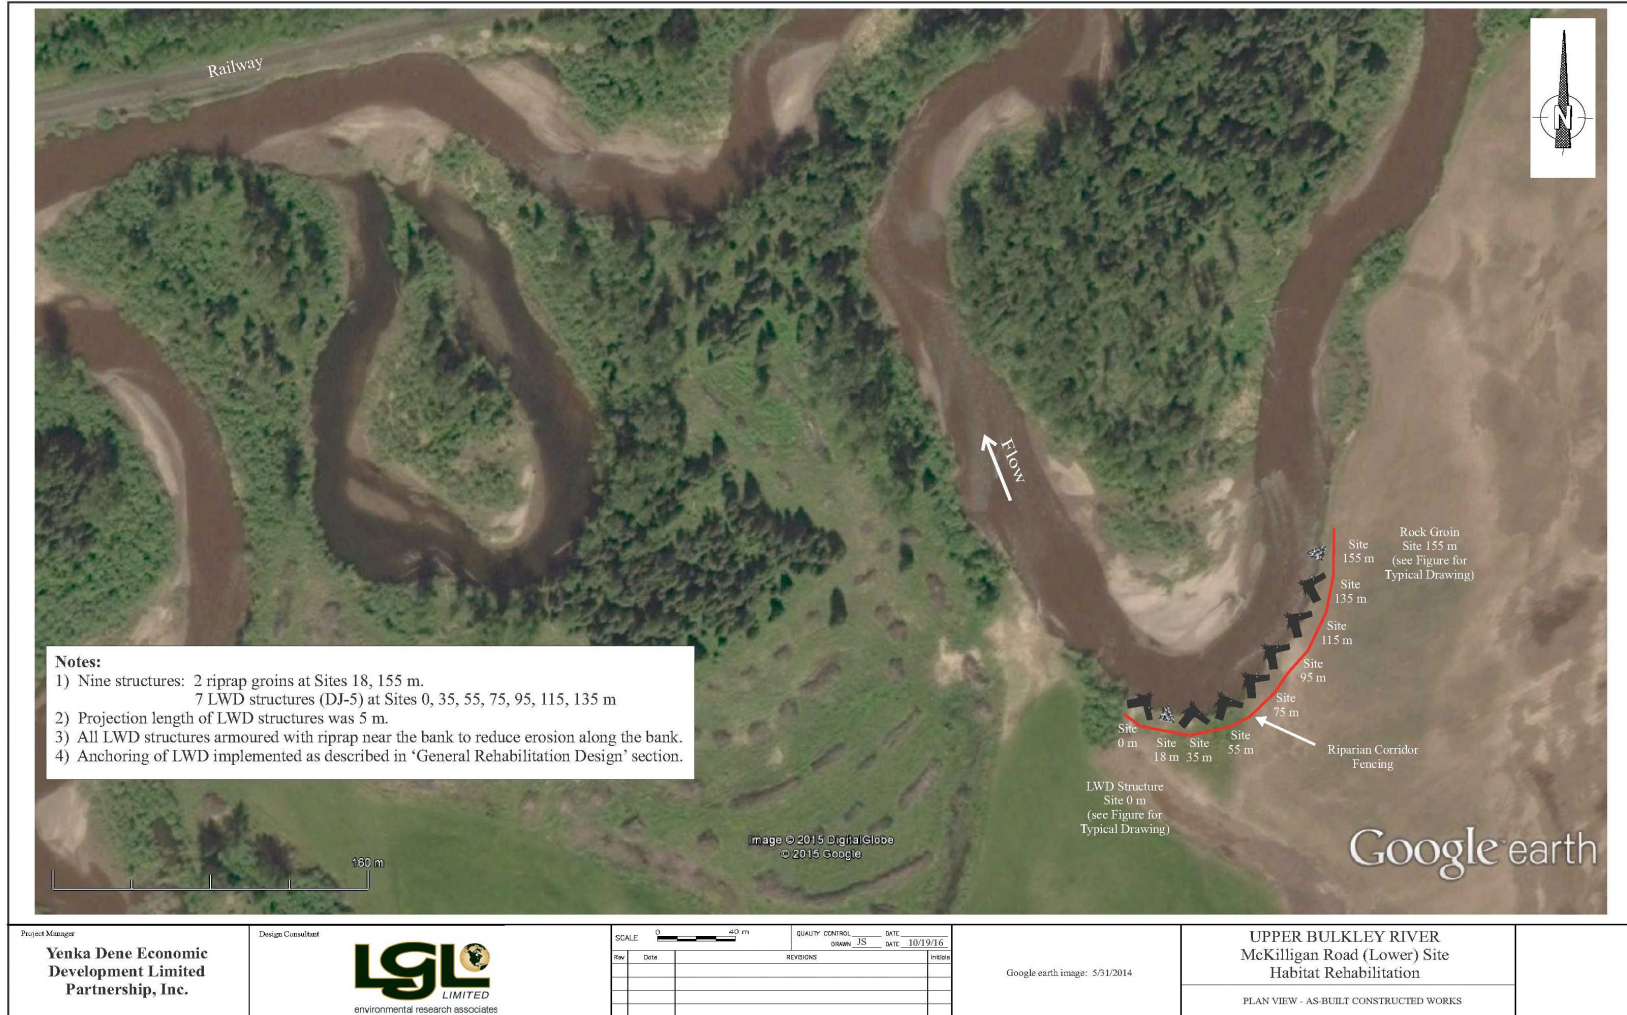 Railway
N
Flow
Rock Groin
Site 155 m
(see Figure for
Typical Drawing)
Site
155 m
Site
135 m
Site
115 m
Site
95 m
Site
75 m
Site
55 m
Site
35 m
Site
18 m
Site
0 m
Riparian Corridor
Fencing
LWD Structure
Site 0 m
(see Figure for
Typical Drawing)
Notes:
1) Nine structures: 2 riprap groins at Sites 18, 155 m.
7 LWD structures (DJ-5) at Sites 0, 35, 55, 75, 95, 115, 135 m
2) Projection length of LWD structures was 5 m.
3) All LWD structures armoured with riprap near the bank to reduce erosion along the bank.
4) Anchoring of LWD implemented as described in ‘General Rehabilitation Design’ section.
Image © 2015 DigitalGlobe
© 2015 Google
Google earth
160 m
Project Manager
Yenka Dene Economic
Development Limited
Partnership, Inc.
Design Consultant
LGL
LIMITED
environmental research associates
SCALE 0 40 m
QUALITY CONTROL DATE
DRAWN JS DATE 10/19/16
Rev Date REVISIONS Initials
Google earth image: 5/31/2014
UPPER BULKLEY RIVER
McKilligan Road (Lower) Site
Habitat Rehabilitation
PLAN VIEW - AS-BUILT CONSTRUCTED WORKS